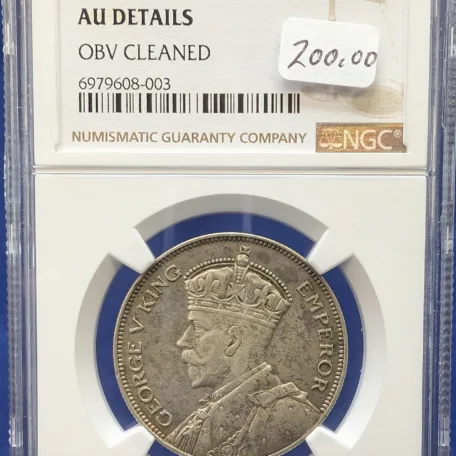 AU DETAILS
OBV CLEANED
200.00
6979608-003
NUMISMATIC GUARANTY COMPANY
NGC®
GEORGE V KING EMPEROR